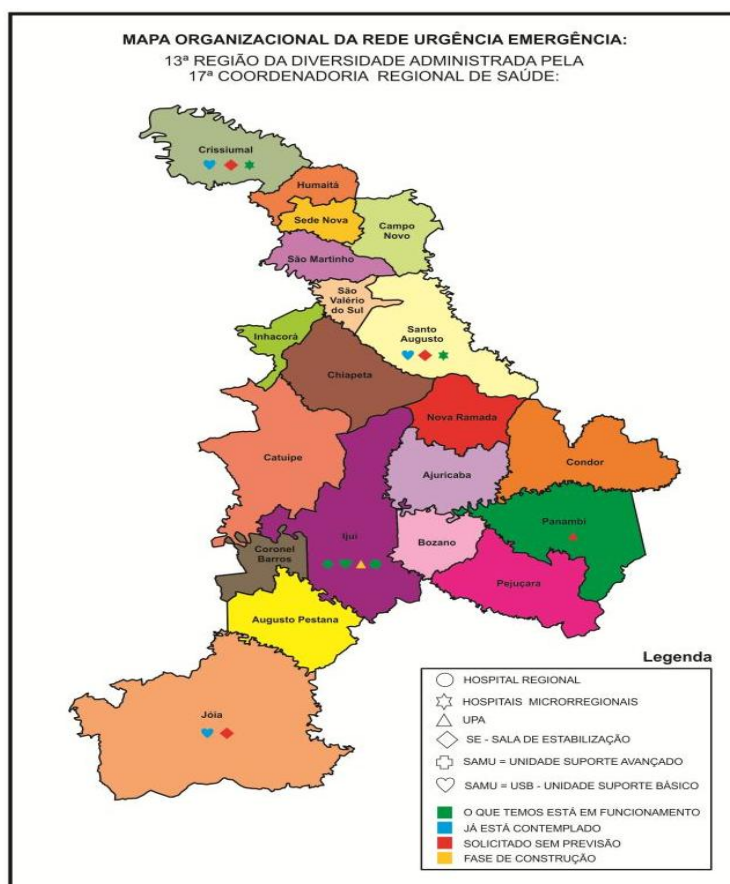 MAPA ORGANIZACIONAL DA REDE URGÊNCIA EMERGÊNCIA:
13ª REGIÃO DA DIVERSIDADE ADMINISTRADA PELA
17ª COORDENADORIA REGIONAL DE SAÚDE:
Crissiumal
Humaitá
Sede Nova
Campo
Novo
São Martinho
São
Valério
do Sul
Santo
Augusto
Inhacorá
Chiapeta
Nova Ramada
Catuipe
Ajuricaba
Condor
Panambi
Ijuí
Bozano
Coronel
Barros
Pejuçara
Augusto Pestana
Jóia
Legenda
HOSPITAL REGIONAL
HOSPITAIS MICRORREGIONAIS
UPA
SE - SALA DE ESTABILIZAÇÃO
SAMU = UNIDADE SUPORTE AVANÇADO
SAMU = USB - UNIDADE SUPORTE BÁSICO
O QUE TEMOS ESTÁ EM FUNCIONAMENTO
JÁ ESTÁ CONTEMPLADO
SOLICITADO SEM PREVISÃO
FASE DE CONSTRUÇÃO